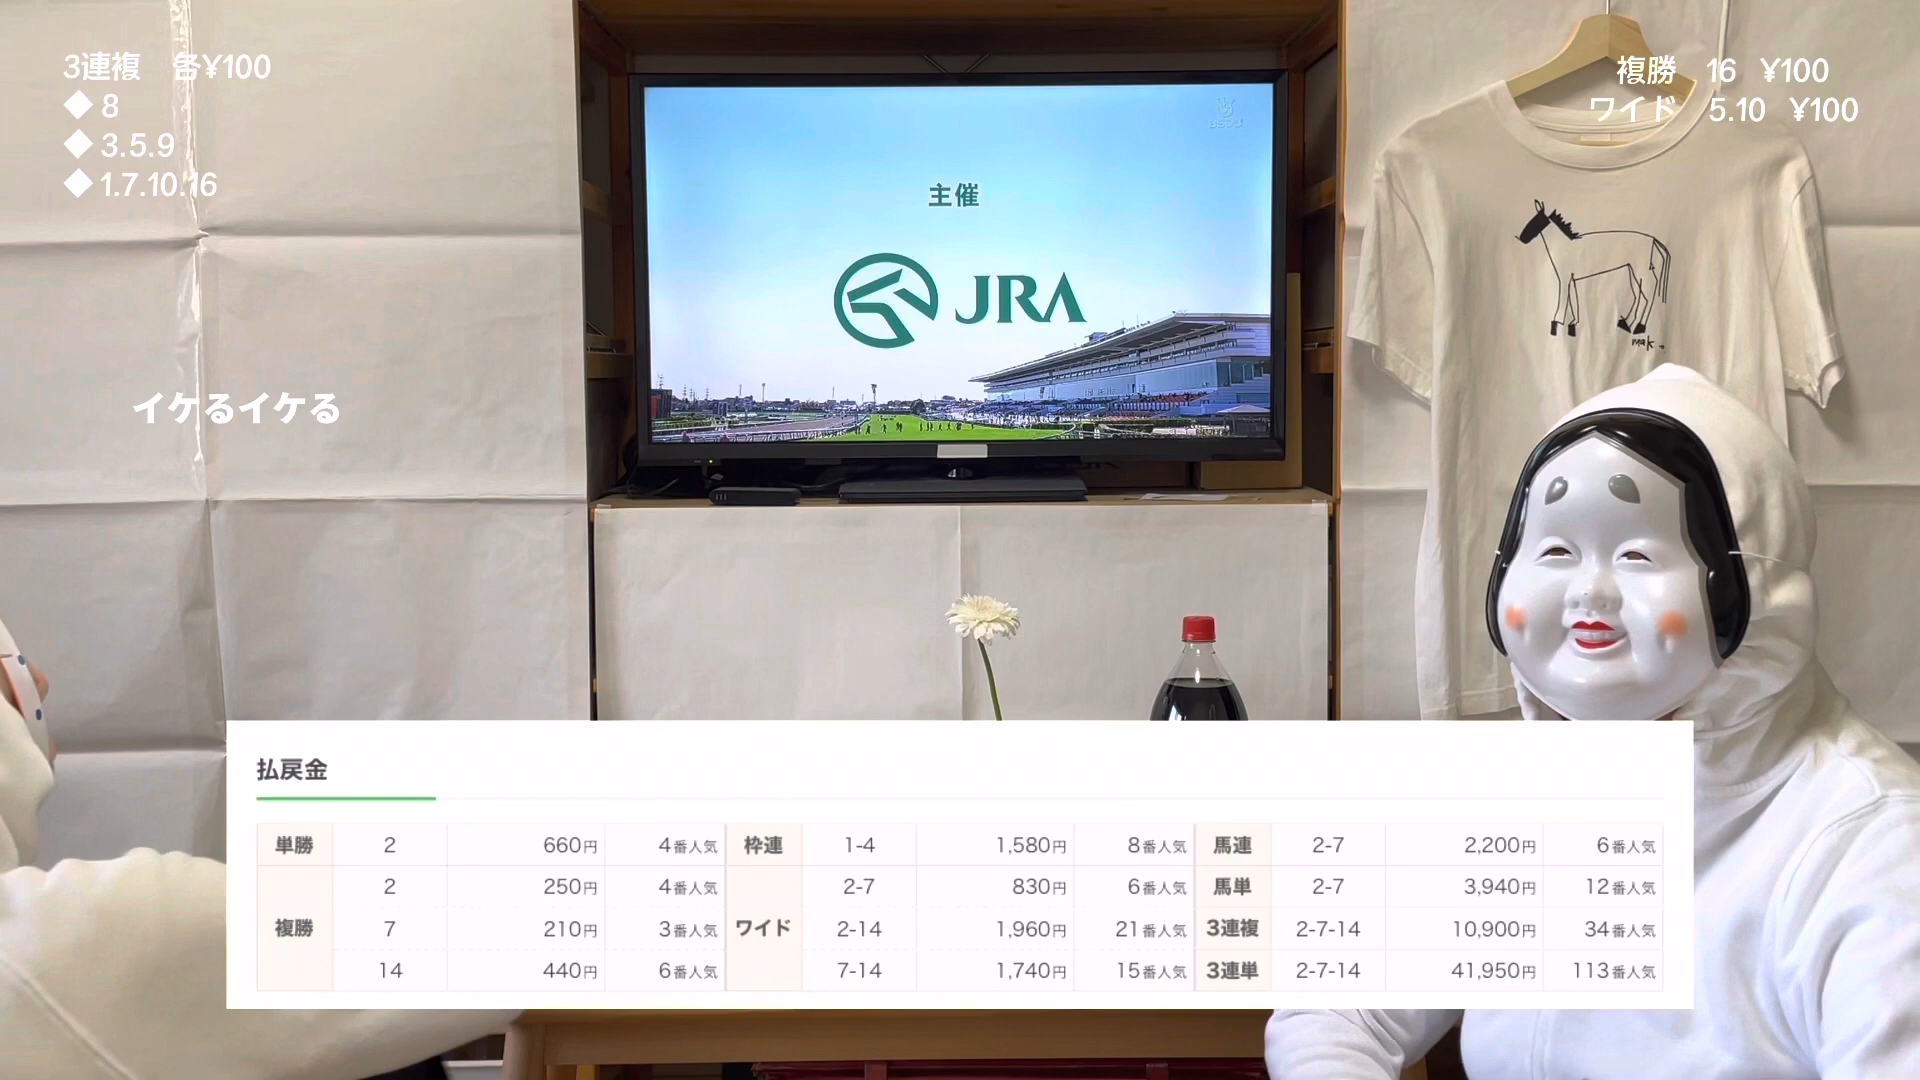 3連複 各¥100
◆ 8
◆ 3.5.9
◆ 1.7.10.16
複勝 16 ¥100
ワイド 5.10 ¥100
主催
JRA
mak.
イケるイケる
払戻金
単勝 2 660円 4番人気 枠連 1-4 1,580円 8番人気 馬連 2-7 2,200円 6番人気
2 250円 4番人気 2-7 830円 6番人気 馬単 2-7 3,940円 12番人気
複勝 7 210円 3番人気 ワイド 2-14 1,960円 21番人気 3連複 2-7-14 10,900円 34番人気
14 440円 6番人気 7-14 1,740円 15番人気 3連単 2-7-14 41,950円 113番人気